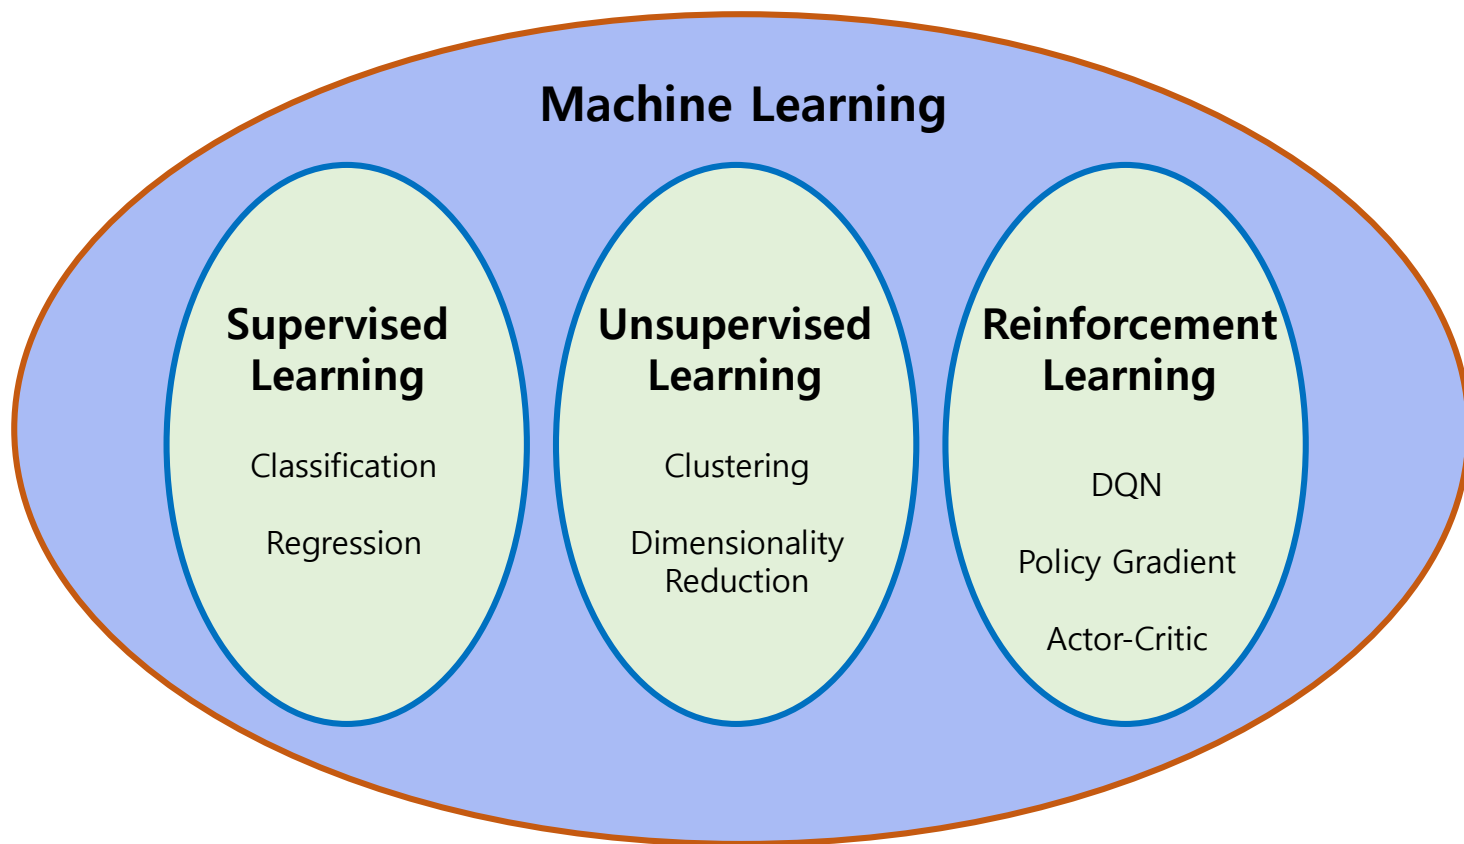 Machine Learning
Supervised
Learning
Classification
Regression
Unsupervised
Learning
Clustering
Dimensionality
Reduction
Reinforcement
Learning
DQN
Policy Gradient
Actor-Critic